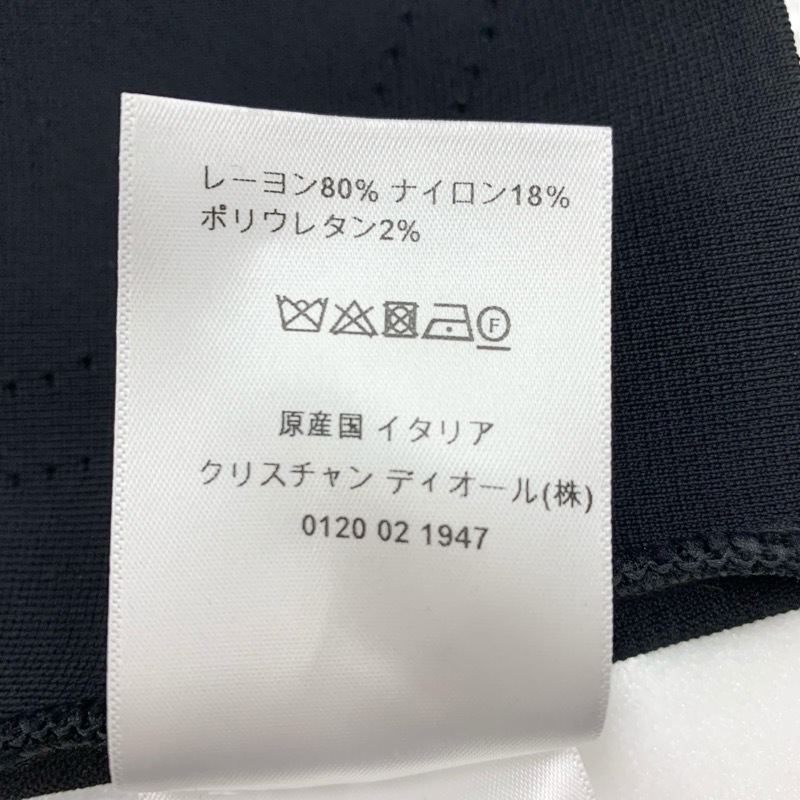 レーヨン80% ナイロン18%
ポリウレタン2%
F
原産国 イタリア
クリスチャン ディオール(株)
0120 02 1947